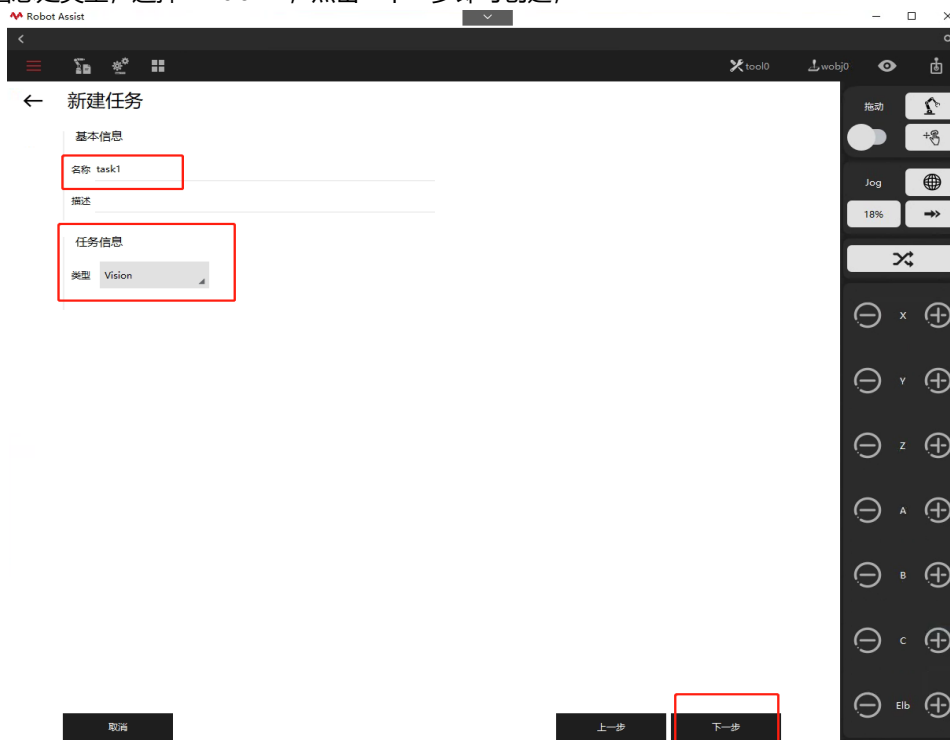 Robot Assist
tool0
wobj0
新建任务
基本信息
名称 task1
描述
任务信息
类型 Vision
拖动
Jog
18%
X
Y
Z
A
B
C
Elb
取消
上一步
下一步